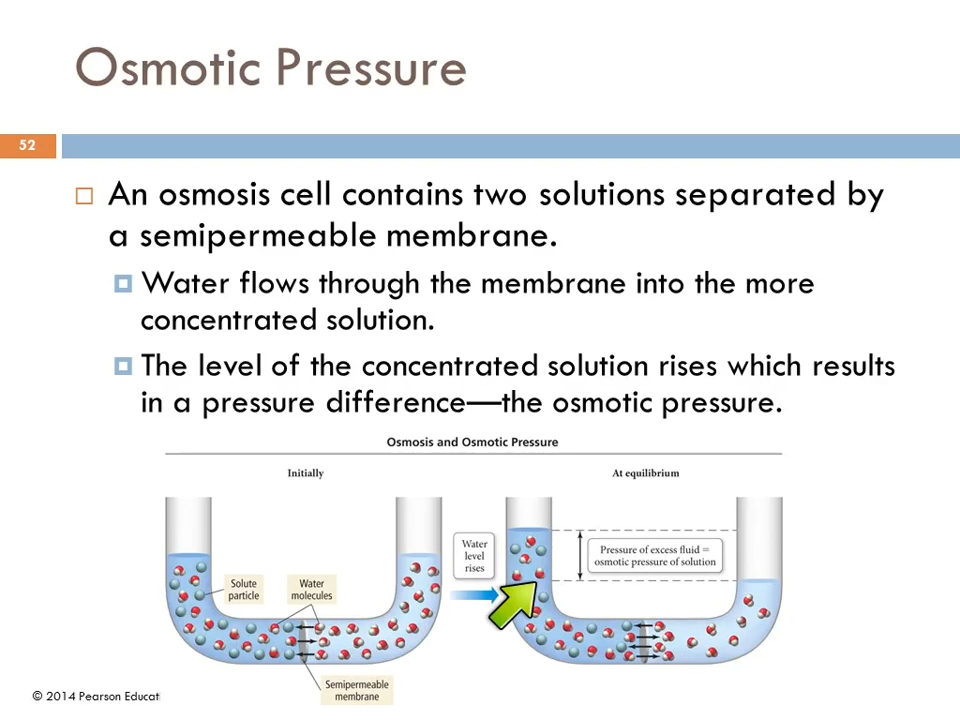 Osmotic Pressure
52
An osmosis cell contains two solutions separated by
a semipermeable membrane.
Water flows through the membrane into the more
concentrated solution.
The level of the concentrated solution rises which results
in a pressure difference—the osmotic pressure.
Osmosis and Osmotic Pressure
Initially
At equilibrium
Water
level
rises
Pressure of excess fluid =
osmotic pressure of solution
Solute
particle
Water
molecules
Semipermeable
membrane
© 2014 Pearson Educati